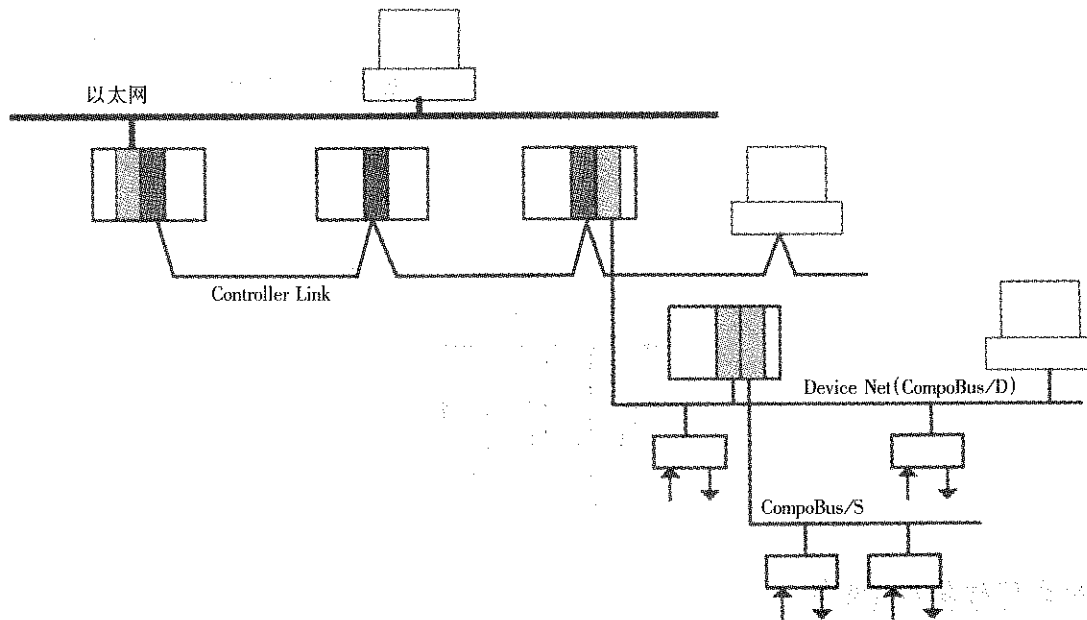 以太网
Controller Link
Device Net(CompoBus/D)
CompoBus/S